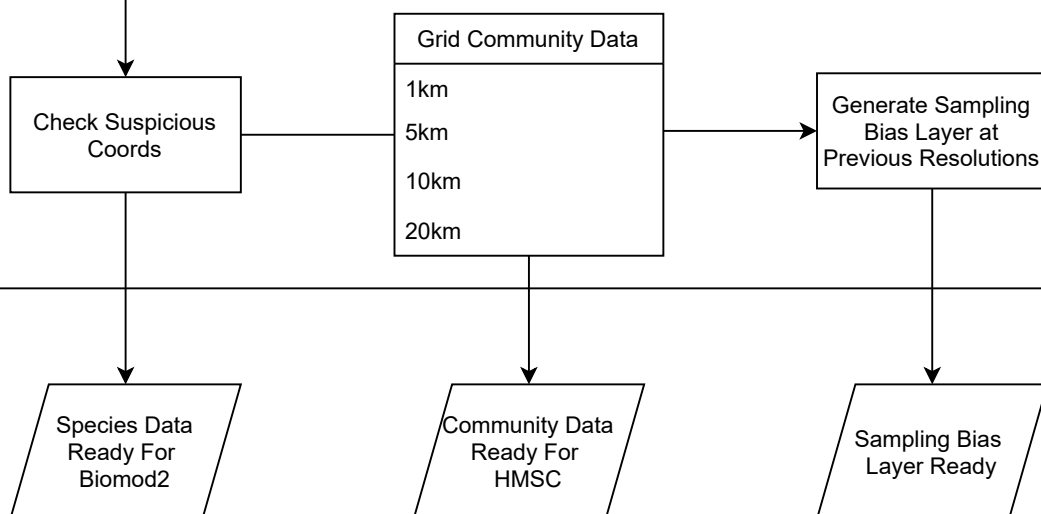 Grid Community Data
1km
5km
10km
20km
Check Suspicious
Coords
Generate Sampling
Bias Layer at
Previous Resolutions
Species Data
Ready For
Biomod2
Community Data
Ready For
HMSC
Sampling Bias
Layer Ready